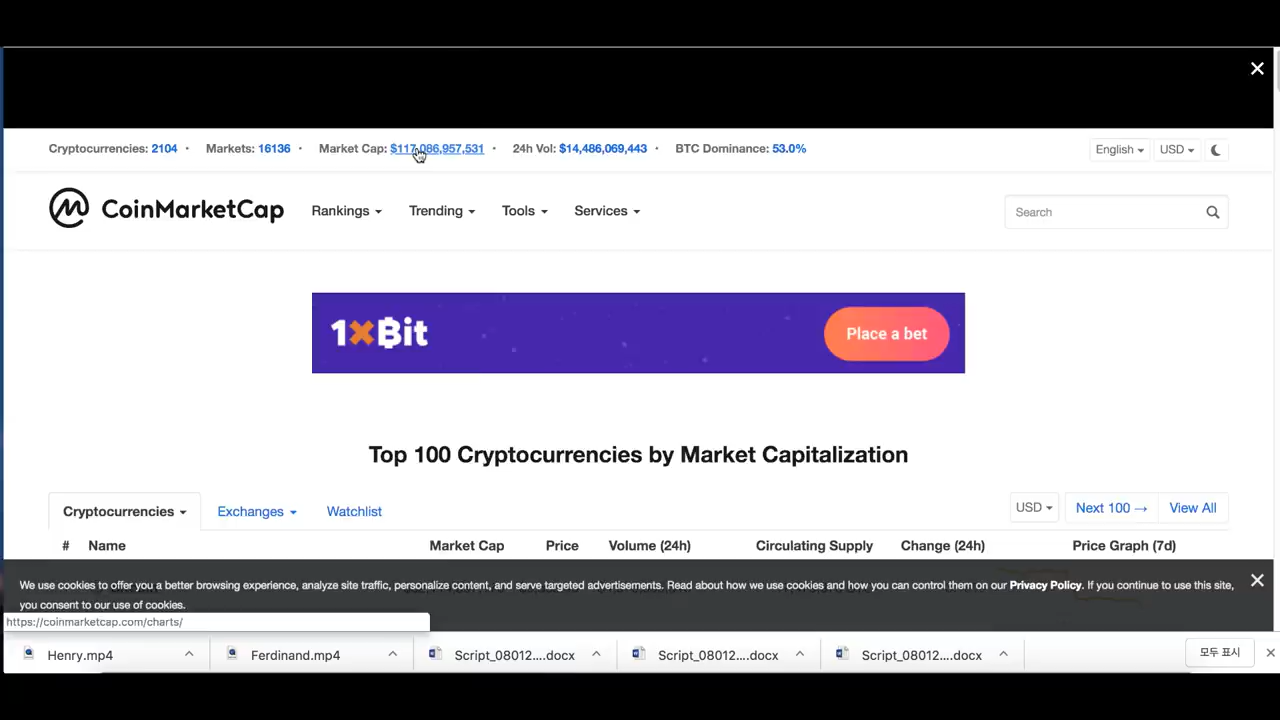 Cryptocurrencies: 2104 • Markets: 16136 • Market Cap: $117,086,957,531 • 24h Vol: $14,486,069,443 • BTC Dominance: 53.0%
English USD
CoinMarketCap Rankings Trending Tools Services Search
1×Bit Place a bet
Top 100 Cryptocurrencies by Market Capitalization
Cryptocurrencies Exchanges Watchlist USD Next 100 → View All
# Name Market Cap Price Volume (24h) Circulating Supply Change (24h) Price Graph (7d)
We use cookies to offer you a better browsing experience, analyze site traffic, personalize content, and serve targeted advertisements. Read about how we use cookies and how you can control them on our Privacy Policy. If you continue to use this site,
you consent to our use of cookies.
https://coinmarketcap.com/charts/
Henry.mp4 Ferdinand.mp4 Script_08012....docx Script_08012....docx Script_08012....docx 모두 표시